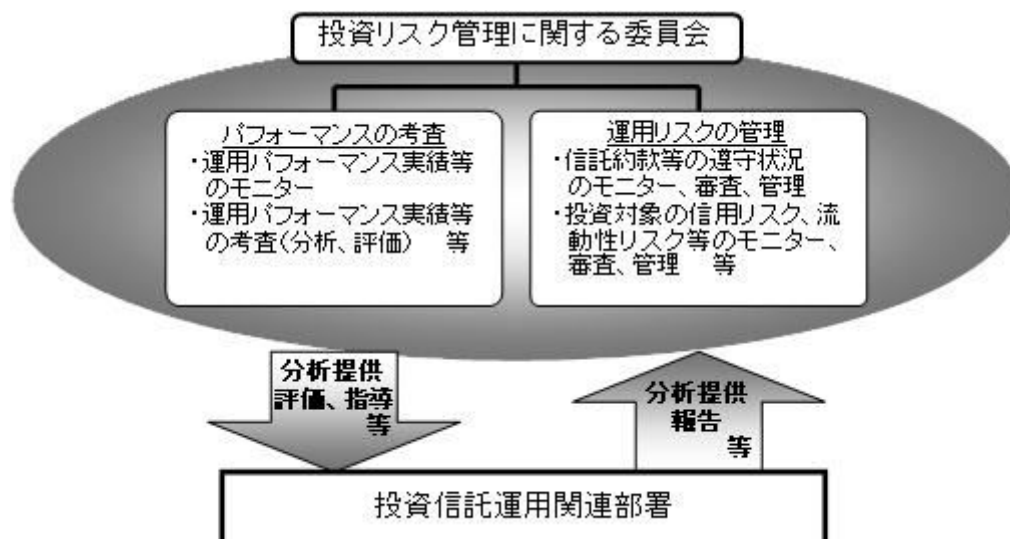 投資リスク管理に関する委員会
パフォーマンスの考査
・運用パフォーマンス実績等
のモニター
・運用パフォーマンス実績等
の考査(分析、評価) 等
運用リスクの管理
・信託約款等の遵守状況
のモニター、審査、管理
・投資対象の信用リスク、流
動性リスク等のモニター、
審査、管理 等
分析提供
評価、指導
等
分析提供
報告
等
投資信託運用関連部署